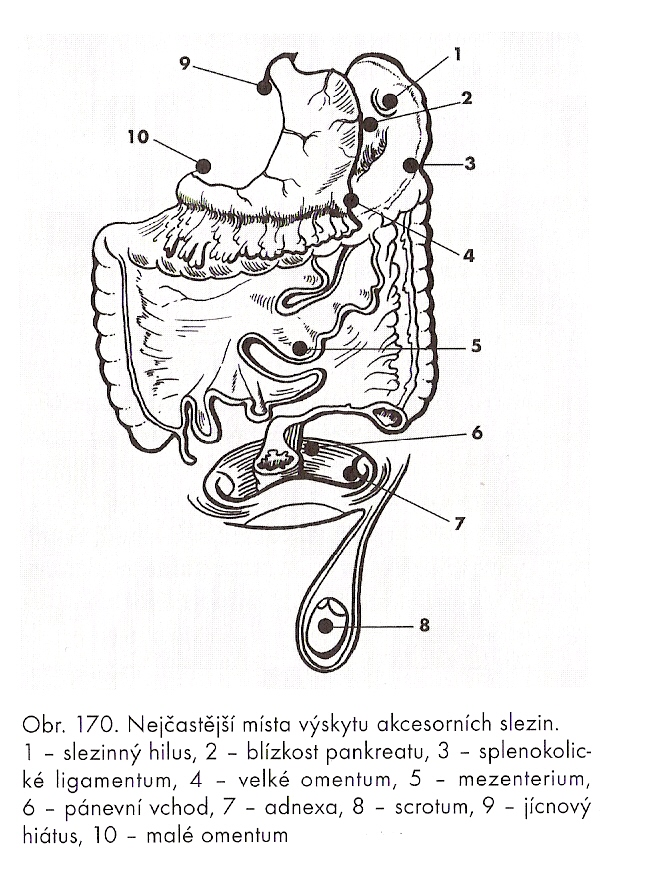 9
1
2
10
3
4
5
6
7
8
Obr. 170. Nejčastější místa výskytu akcesorních slezin.
1 – slezinný hilus, 2 – blízkost pankreatu, 3 – splenokolic-
ké ligamentum, 4 – velké omentum, 5 – mezenterium,
6 – pánevní vchod, 7 – adnexa, 8 – scrotum, 9 – jícnový
hiátus, 10 – malé omentum